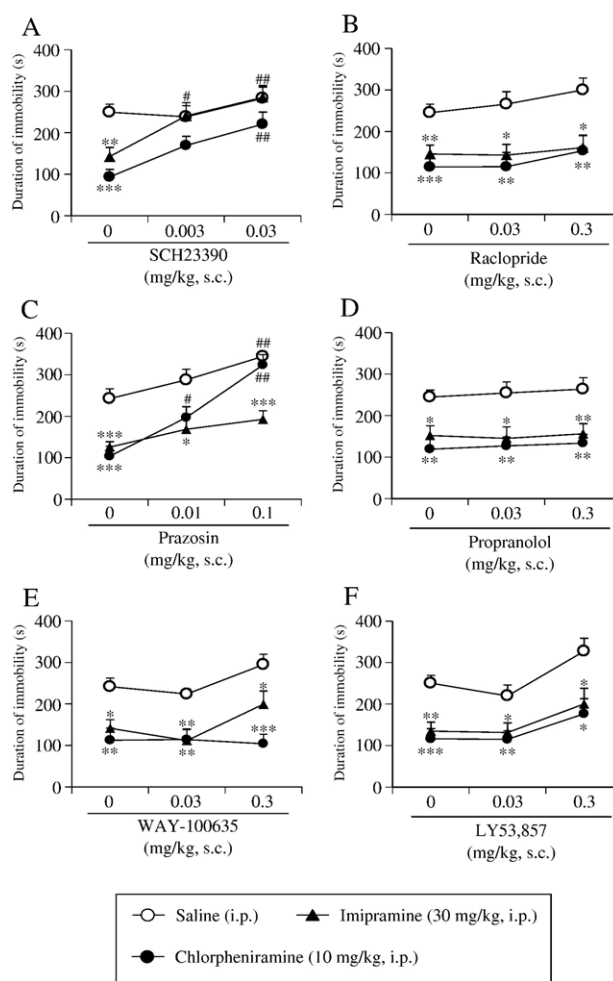 A
B
Duration of immobility (s)
400
300
200
100
0
#
##
**
***
##
0 0.003 0.03
SCH23390
(mg/kg, s.c.)
Duration of immobility (s)
400
300
200
100
0
** * *
*** ** **
0 0.03 0.3
Raclopride
(mg/kg, s.c.)
C
D
Duration of immobility (s)
400
300
200
100
0
##
##
# ***
***
*
***
0 0.01 0.1
Prazosin
(mg/kg, s.c.)
Duration of immobility (s)
400
300
200
100
0
* * **
** ** **
0 0.03 0.3
Propranolol
(mg/kg, s.c.)
E
F
Duration of immobility (s)
400
300
200
100
0
* ** *
***
** **
0 0.03 0.3
WAY-100635
(mg/kg, s.c.)
Duration of immobility (s)
400
300
200
100
0
** * *
*** ** *
0 0.03 0.3
LY53,857
(mg/kg, s.c.)
Saline (i.p.) Imipramine (30 mg/kg, i.p.)
Chlorpheniramine (10 mg/kg, i.p.)